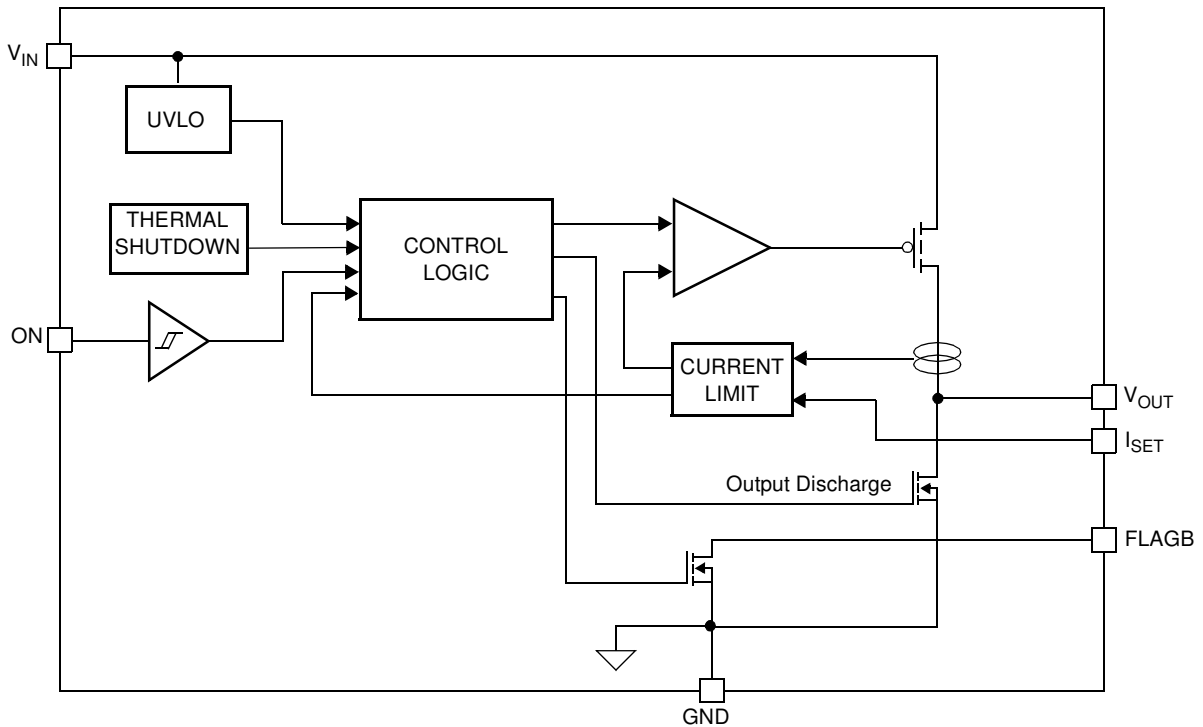 VIN
UVLO
THERMAL
SHUTDOWN
CONTROL
LOGIC
ON
CURRENT
LIMIT
VOUT
ISET
Output Discharge
FLAGB
GND